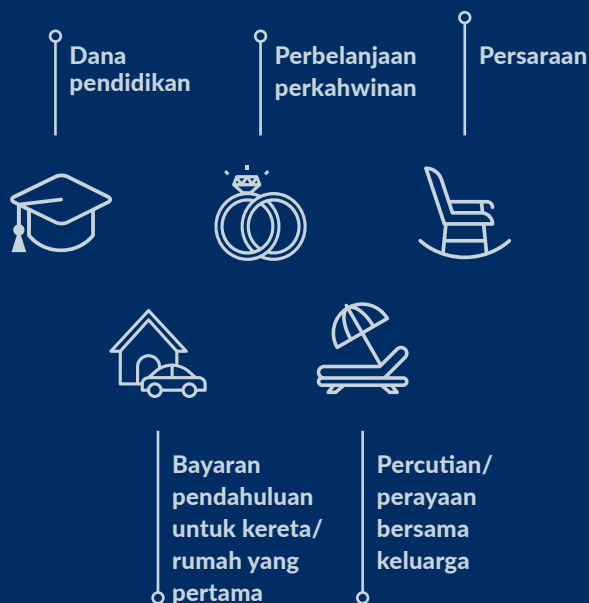 Dana
pendidikan
Perbelanjaan
perkahwinan
Persaraan
Bayaran
pendahuluan
untuk kereta/
rumah yang
pertama
Percutian/
perayaan
bersama
keluarga